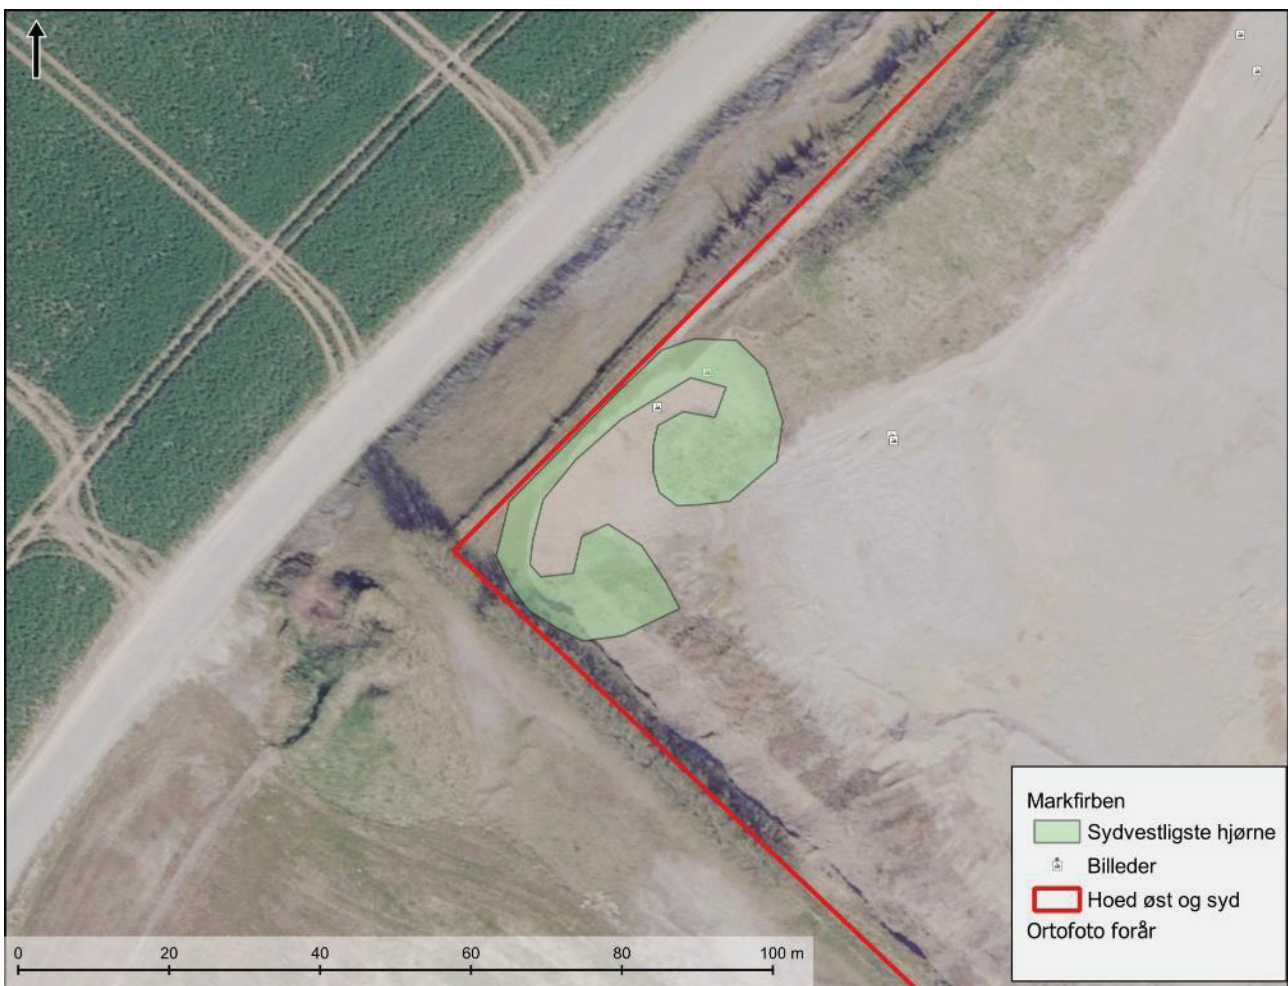 Markfirben
Sydvestligste hjørne
Billeder
Hoed øst og syd
Ortofoto forår
0 20 40 60 80 100 m